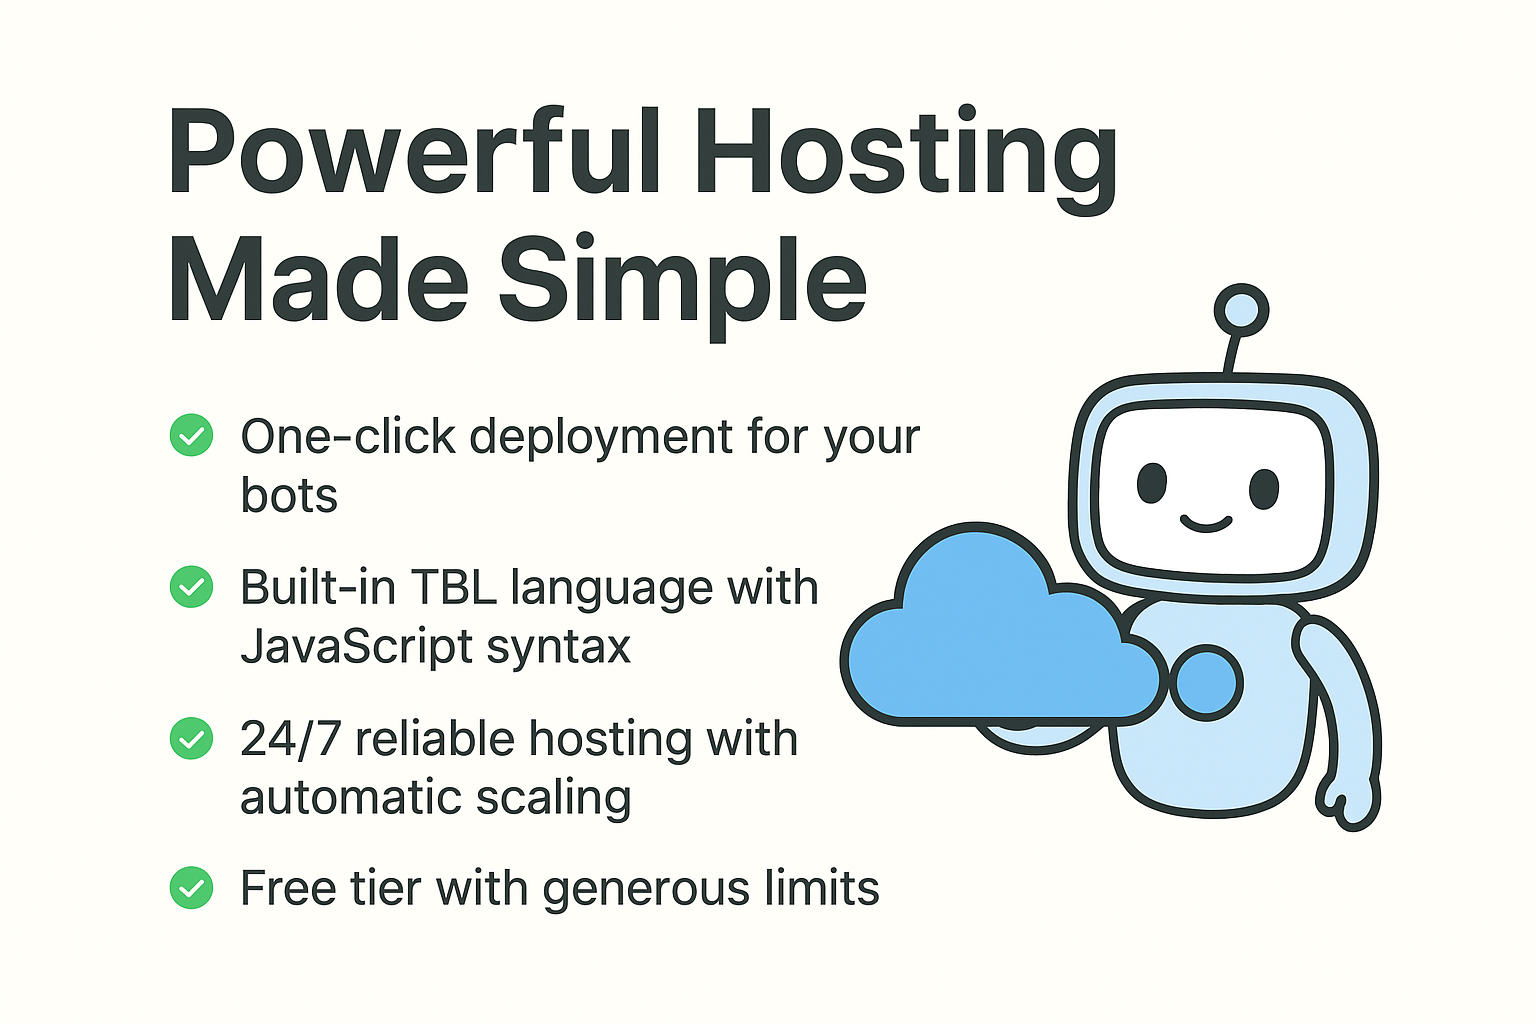 Powerful Hosting
Made Simple
One-click deployment for your
bots
Built-in TBL language with
JavaScript syntax
24/7 reliable hosting with
automatic scaling
Free tier with generous limits